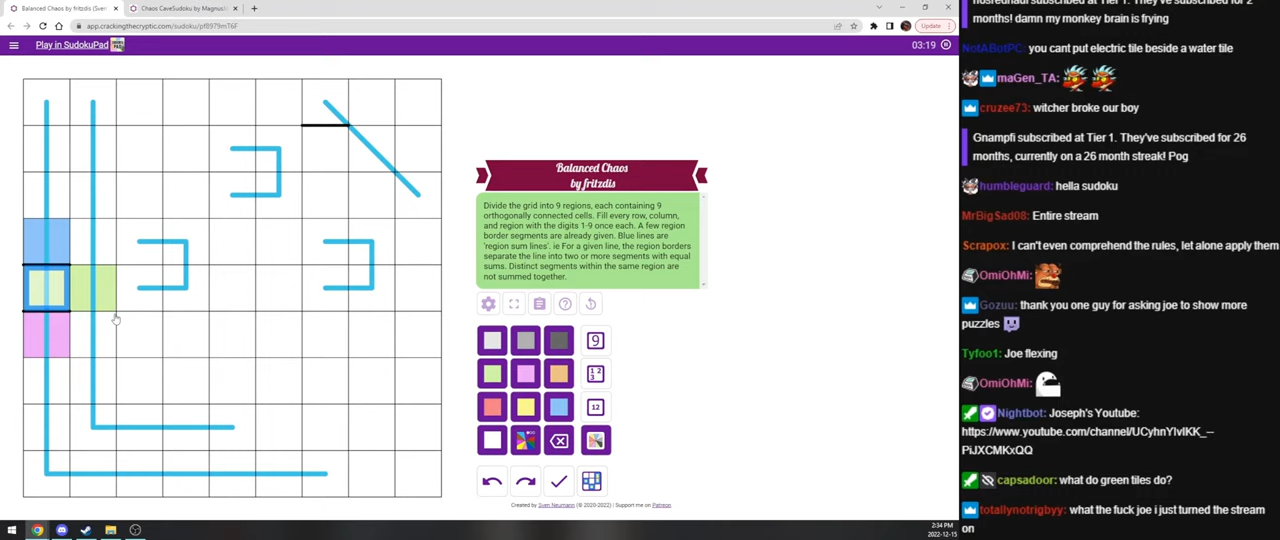 Balanced Chaos by fritzdis (Sven
Chaos CaveSudoku by Magnus
app.crackingthecryptic.com/sudoku/pf8979mT6F
Update
Play in SudokuPad
03:19
Balanced Chaos
by fritzdis
Divide the grid into 9 regions, each containing 9
orthogonally connected cells. Fill every row, column,
and region with the digits 1-9 once each. A few region
border segments are already given. Blue lines are
'region sum lines'. ie For a given line, the region borders
separate the line into two or more segments with equal
sums. Distinct segments within the same region are
not summed together.
9
1 2
3
12
Created by Sven Neumann (© 2020-2022) | Support me on Patreon
2:34 PM
2022-12-15
months! damn my monkey brain is frying
NotABotPC: you cant put electric tile beside a water tile
maGen_TA:
cruzee73: witcher broke our boy
Gnampfi subscribed at Tier 1. They've subscribed for 26
months, currently on a 26 month streak! Pog
humbleguard: hella sudoku
MrBigSad08: Entire stream
Scrapox: I can't even comprehend the rules, let alone apply them
OmiOhMi:
Gozuu: thank you one guy for asking joe to show more
puzzles
Tyfoo1: Joe flexing
OmiOhMi:
Nightbot: Joseph's Youtube:
https://www.youtube.com/channel/UCyhnYlvIKK_--
PiJXCMKxQQ
capsadoor: what do green tiles do?
totallynotrigbyy: what the fuck joe i just turned the stream
on